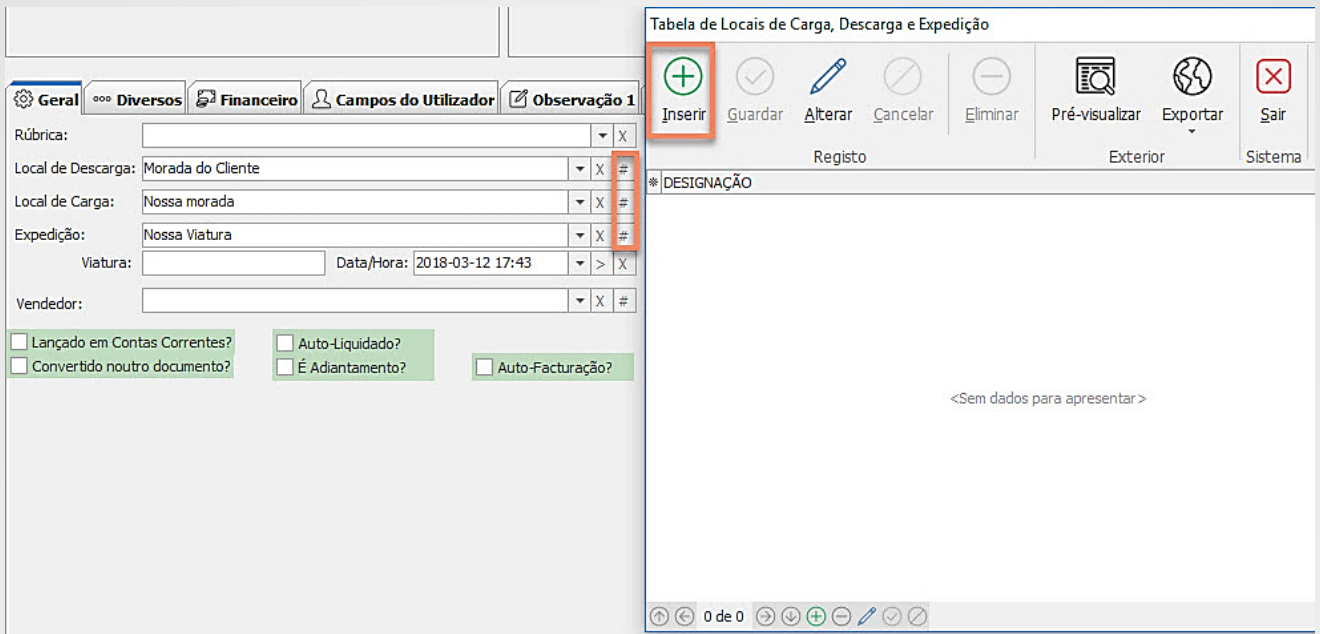 Geral Diversos Financeiro Campos do Utilizador Observação 1
Rúbrica: X
Local de Descarga: Morada do Cliente X #
Local de Carga: Nossa morada X #
Expedição: Nossa Viatura X #
Viatura: Data/Hora: 2018-03-12 17:43 > X
Vendedor: X #
Lançado em Contas Correntes? Auto-Liquidado?
Convertido noutro documento? É Adiantamento? Auto-Facturação?
Tabela de Locais de Carga, Descarga e Expedição
Inserir Guardar Alterar Cancelar Eliminar Pré-visualizar Exportar Sair
Registo Exterior Sistema
DESIGNAÇÃO
<Sem dados para apresentar>
0 de 0